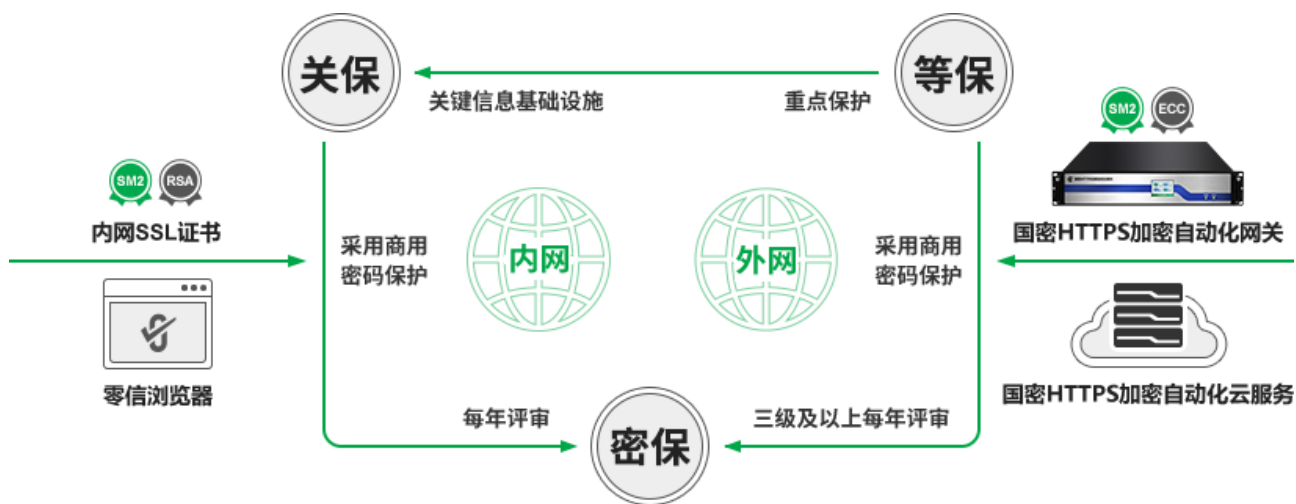 关保
等保
关键信息基础设施
重点保护
SM2
ECC
SM2
RSA
内网SSL证书
国密HTTPS加密自动化网关
采用商用
密码保护
内网
外网
采用商用
密码保护
零信浏览器
国密HTTPS加密自动化云服务
每年评审
三级及以上每年评审
密保